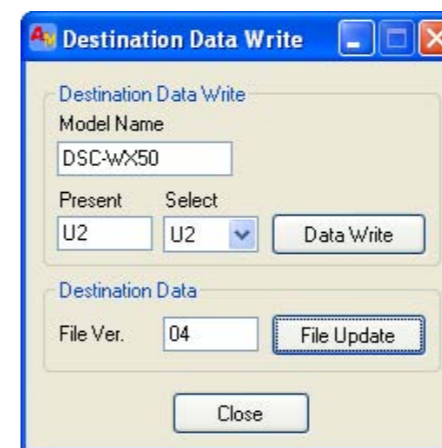 Destination Data Write
Destination Data Write
Model Name
DSC-WX50
Present Select
U2 U2 Data Write
Destination Data
File Ver. 04 File Update
Close